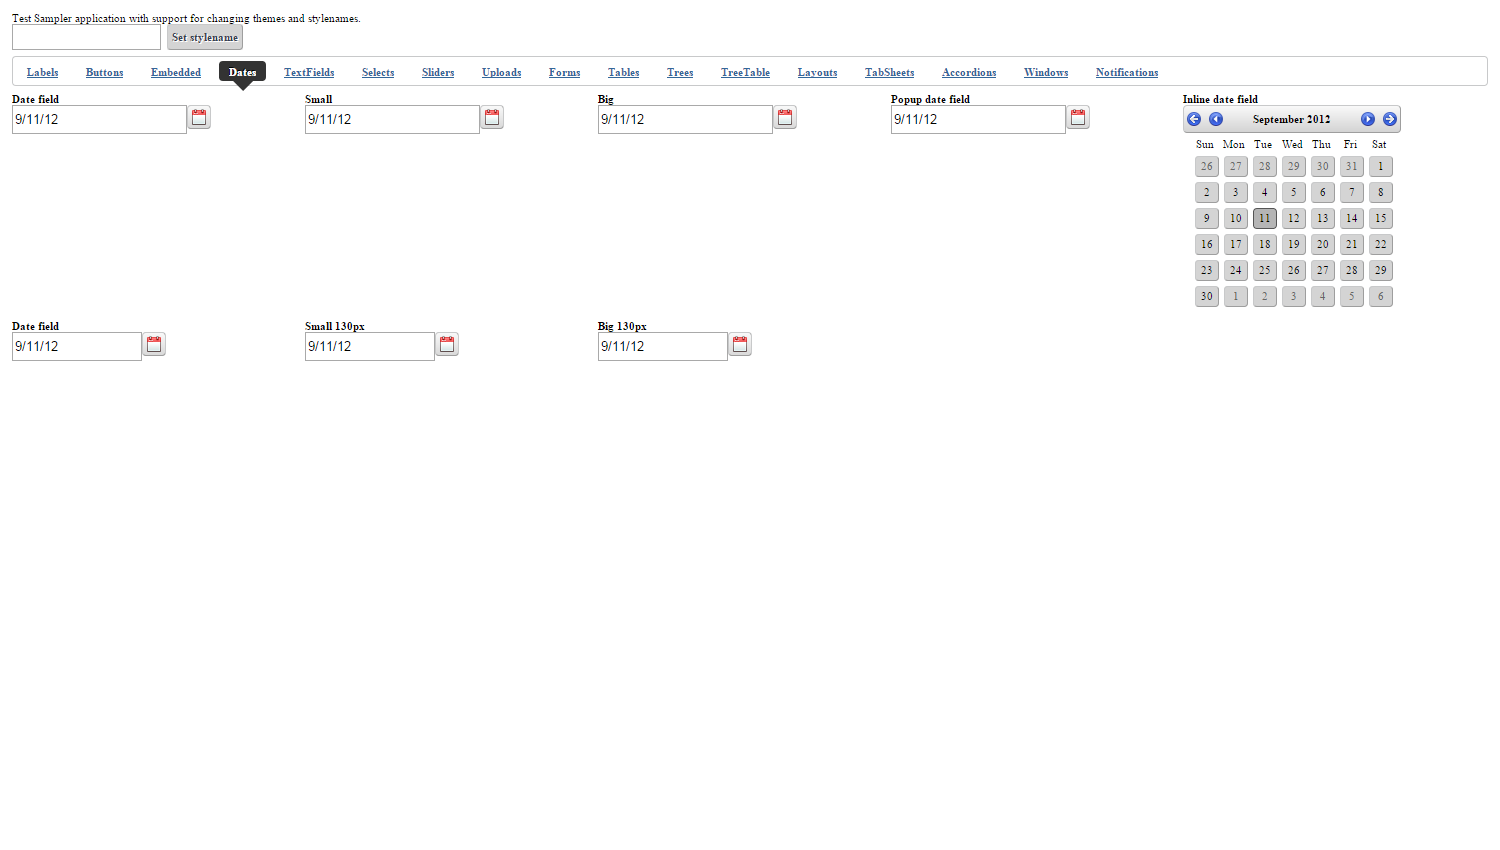 Test Sampler application with support for changing themes and stylenames.
Set stylename
Labels Buttons Embedded Dates TextFields Selects Sliders Uploads Forms Tables Trees TreeTable Layouts TabSheets Accordions Windows Notifications
Date field Small Big Popup date field Inline date field
9/11/12 9/11/12 9/11/12 9/11/12 September 2012
Sun Mon Tue Wed Thu Fri Sat
26 27 28 29 30 31 1
2 3 4 5 6 7 8
9 10 11 12 13 14 15
16 17 18 19 20 21 22
23 24 25 26 27 28 29
30 1 2 3 4 5 6
Date field Small 130px Big 130px
9/11/12 9/11/12 9/11/12